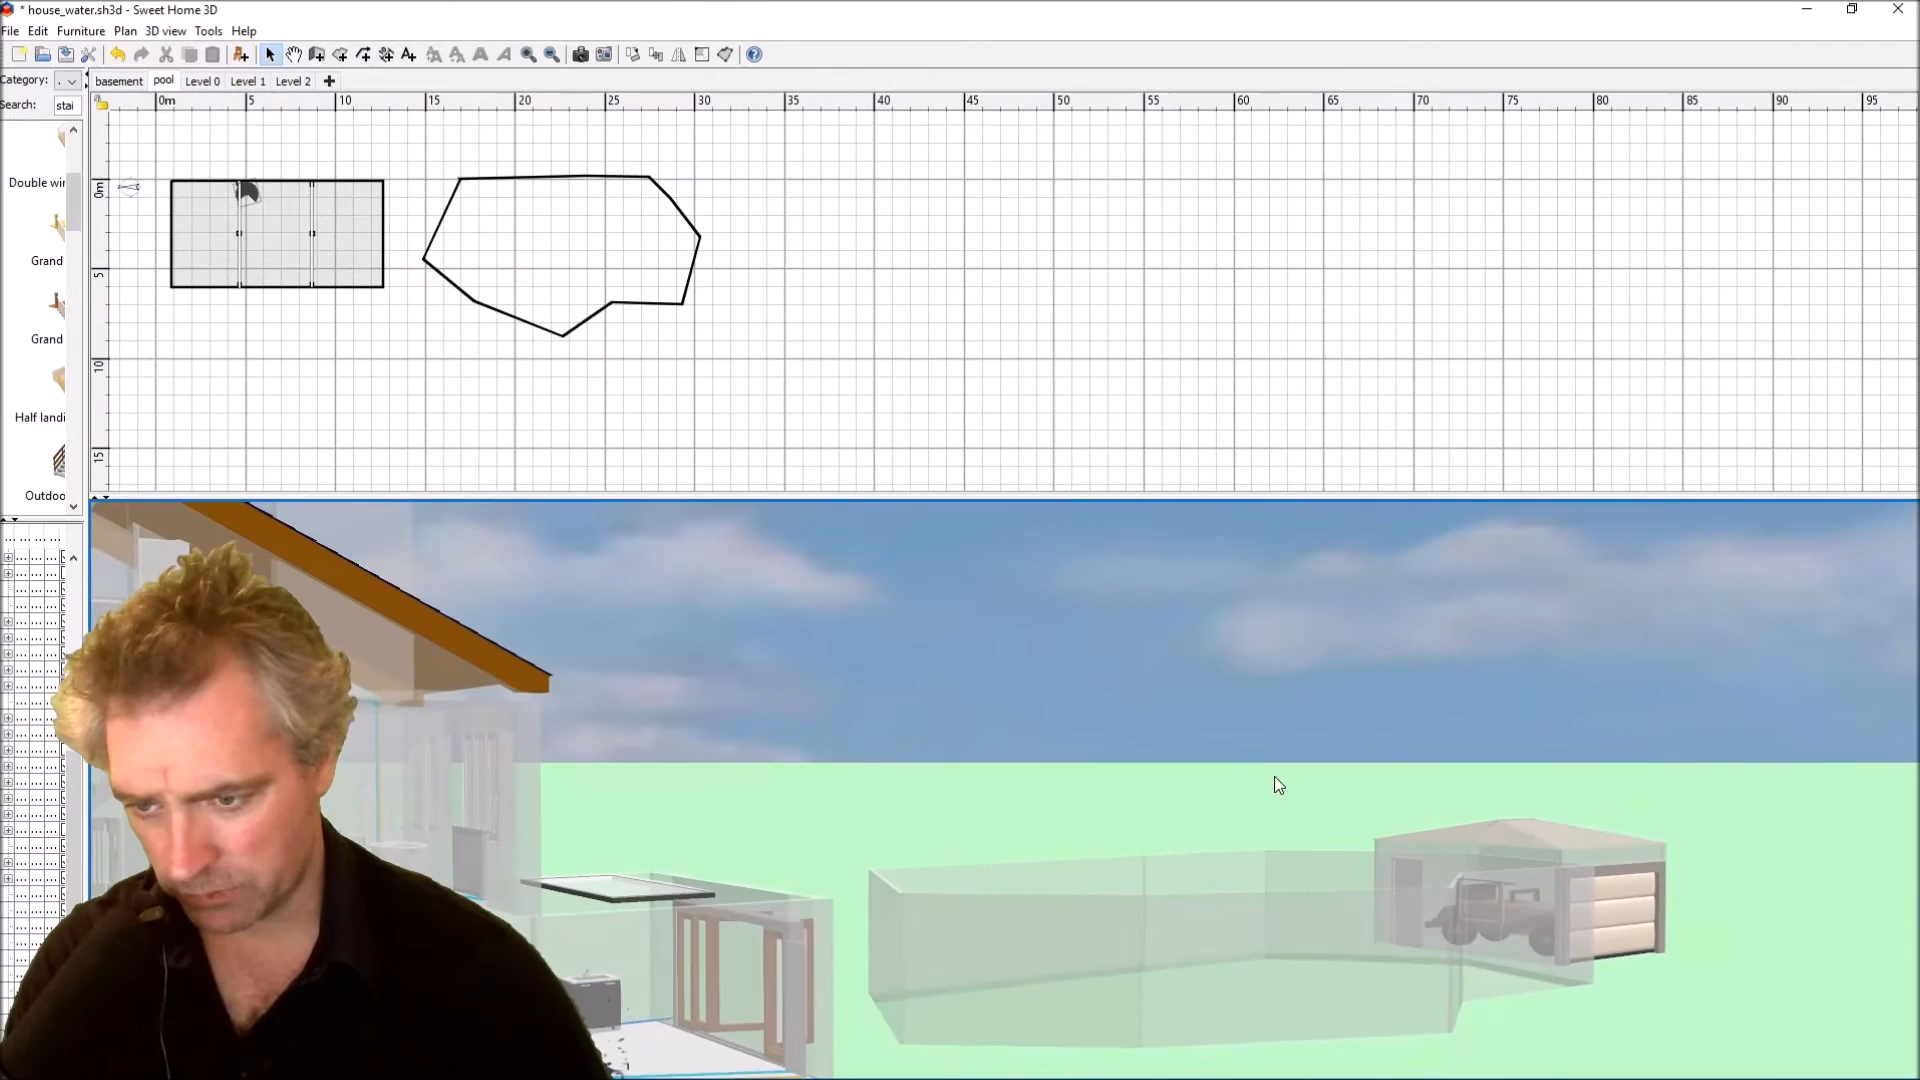 * house_water.sh3d - Sweet Home 3D
File Edit Furniture Plan 3D view Tools Help
Category: .
basement pool Level 0 Level 1 Level 2
Search: stai
0m 5 10 15 20 25 30 35 40 45 50 55 60 65 70 75 80 85 90 95
0m
5
10
15
Double win
Grand
Grand
Half landi
Outdoo